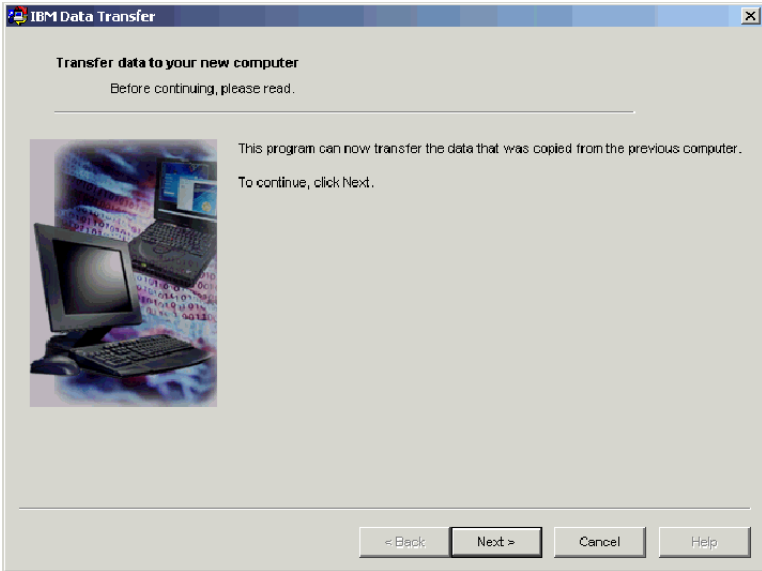 IBM Data Transfer
Transfer data to your new computer
Before continuing, please read.
This program can now transfer the data that was copied from the previous computer.
To continue, click Next.
< Back Next > Cancel Help